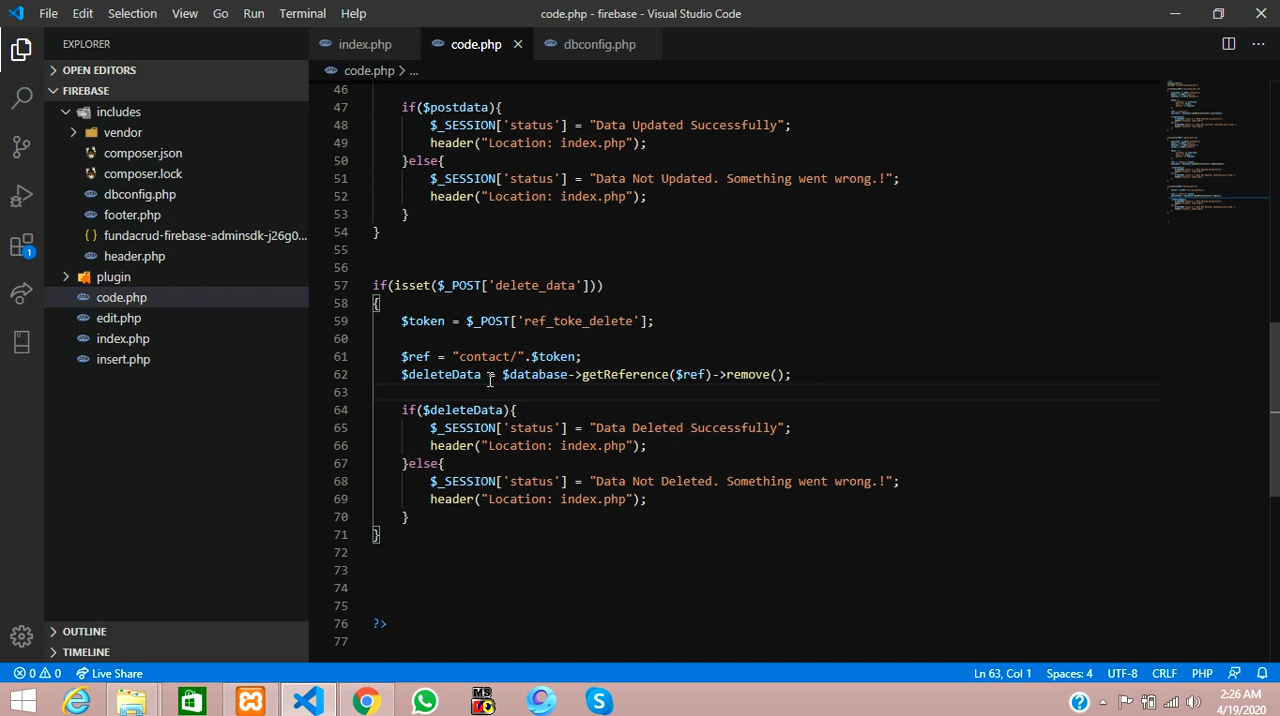 File Edit Selection View Go Run Terminal Help
code.php - firebase - Visual Studio Code
EXPLORER
OPEN EDITORS
FIREBASE
includes
vendor
composer.json
composer.lock
dbconfig.php
footer.php
{ } fundacrud-firebase-adminsdk-j26g0...
header.php
plugin
code.php
edit.php
index.php
insert.php
OUTLINE
TIMELINE
index.php code.php dbconfig.php
code.php > ...
46
47 if($postdata){
48 $_SESSION['status'] = "Data Updated Successfully";
49 header("Location: index.php");
50 }else{
51 $_SESSION['status'] = "Data Not Updated. Something went wrong.!";
52 header("Location: index.php");
53 }
54 }
55
56
57 if(isset($_POST['delete_data']))
58 {
59 $token = $_POST['ref_toke_delete'];
60
61 $ref = "contact/".$token;
62 $deleteData = $database->getReference($ref)->remove();
63
64 if($deleteData){
65 $_SESSION['status'] = "Data Deleted Successfully";
66 header("Location: index.php");
67 }else{
68 $_SESSION['status'] = "Data Not Deleted. Something went wrong.!";
69 header("Location: index.php");
70 }
71 }
72
73
74
75
76 ?>
77
1
0 0 Live Share
Ln 63, Col 1 Spaces: 4 UTF-8 CRLF PHP
2:26 AM
4/19/2020